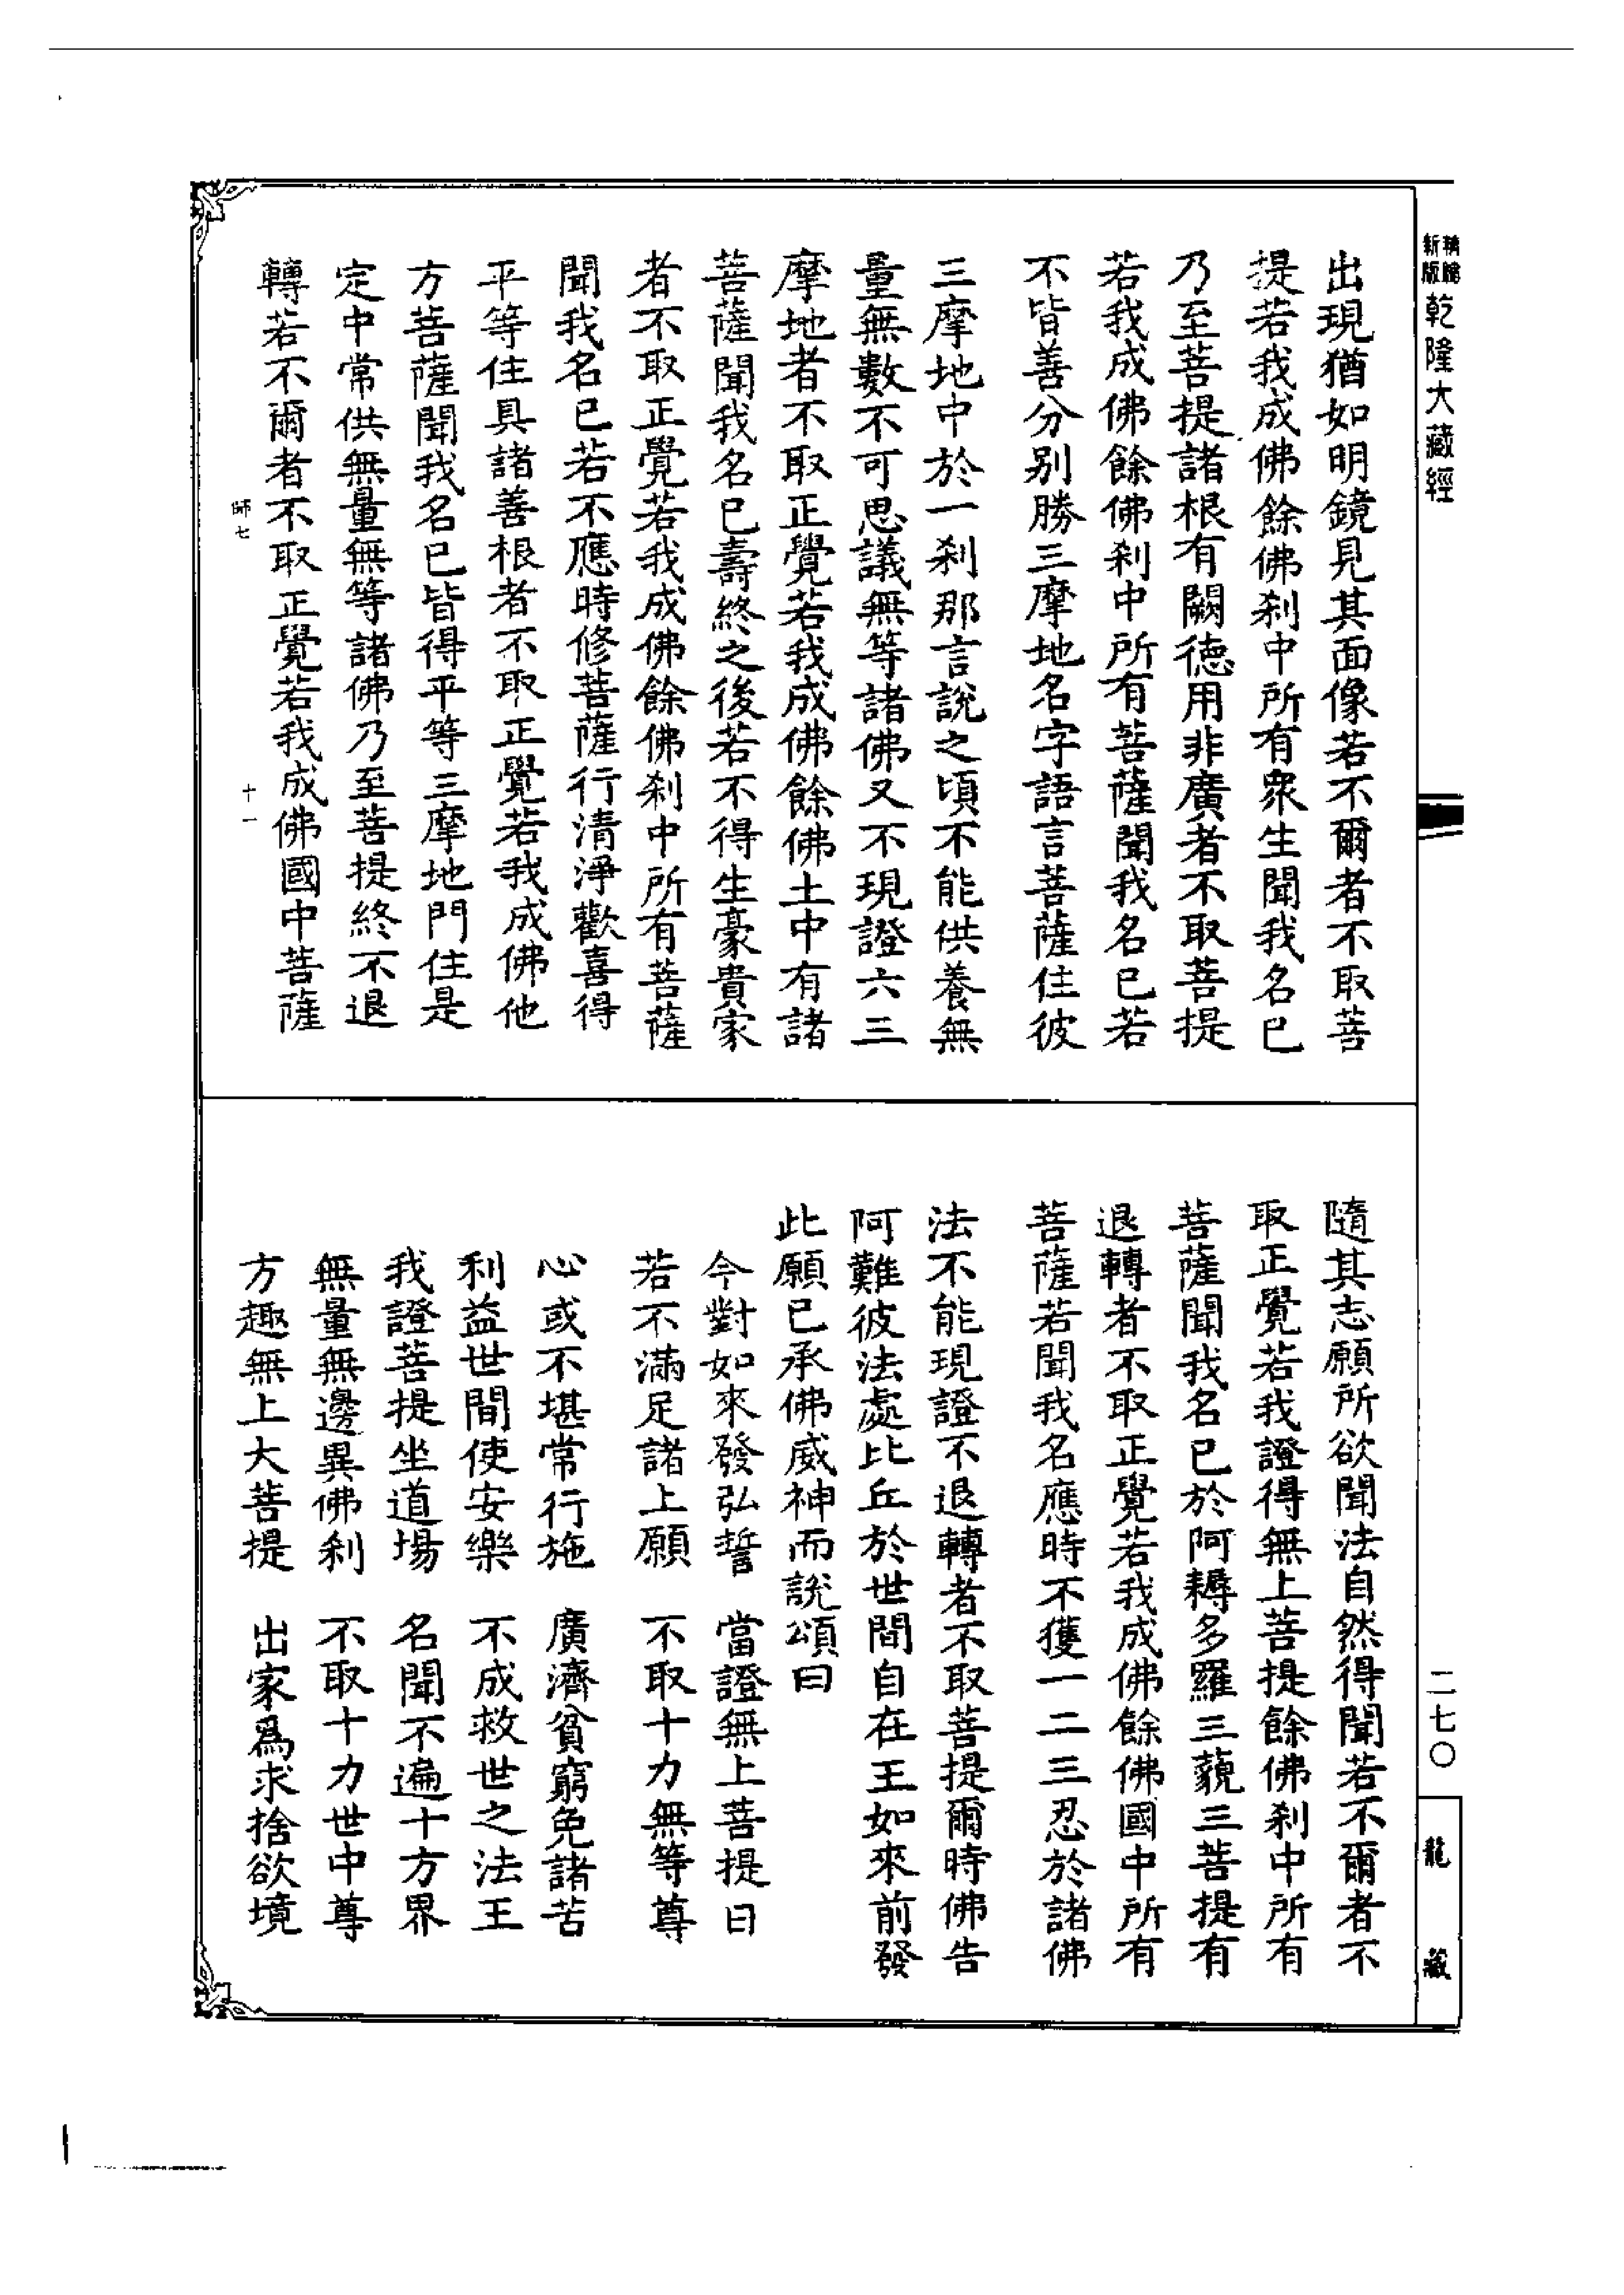 新版精縮乾隆大藏經
出現猶如明鏡見其面像若不爾者不取菩
提若我成佛餘佛刹中所有眾生聞我名已
乃至菩提諸根有闕德用非廣者不取菩提
若我成佛餘佛刹中所有菩薩聞我名已若
不皆善分別勝三摩地名字語言菩薩住彼
三摩地中於一刹那言說之頃不能供養無
量無數不可思議無等諸佛又不現證六三
摩地者不取正覺若我成佛餘佛土中有諸
菩薩聞我名已壽終之後若不得生豪貴家
者不取正覺若我成佛餘佛刹中所有菩薩
聞我名已若不應時修菩薩行清淨歡喜得
平等住具諸善根者不取正覺若我成佛他
方菩薩聞我名已皆得平等三摩地門住是
定中常供無量無等諸佛乃至菩提終不退
轉若不爾者不取正覺若我成佛國中菩薩
師七 十一
二七〇
龍藏
隨其志願所欲聞法自然得聞若不爾者不
取正覺若我證得無上菩提餘佛刹中所有
菩薩聞我名已於阿耨多羅三藐三菩提有
退轉者不取正覺若我成佛餘佛國中所有
菩薩若聞我名應時不獲一二三忍於諸佛
法不能現證不退轉者不取菩提爾時佛告
阿難彼法處比丘於世間自在王如來前發
此願已承佛威神而說頌曰
今對如來發弘誓 當證無上菩提日
若不滿足諸上願 不取十力無等尊
心或不堪常行施 廣濟貧窮免諸苦
利益世間使安樂 不成救世之法王
我證菩提坐道場 名聞不遍十方界
無量無邊異佛刹 不取十力世中尊
方趣無上大菩提 出家爲求捨欲境